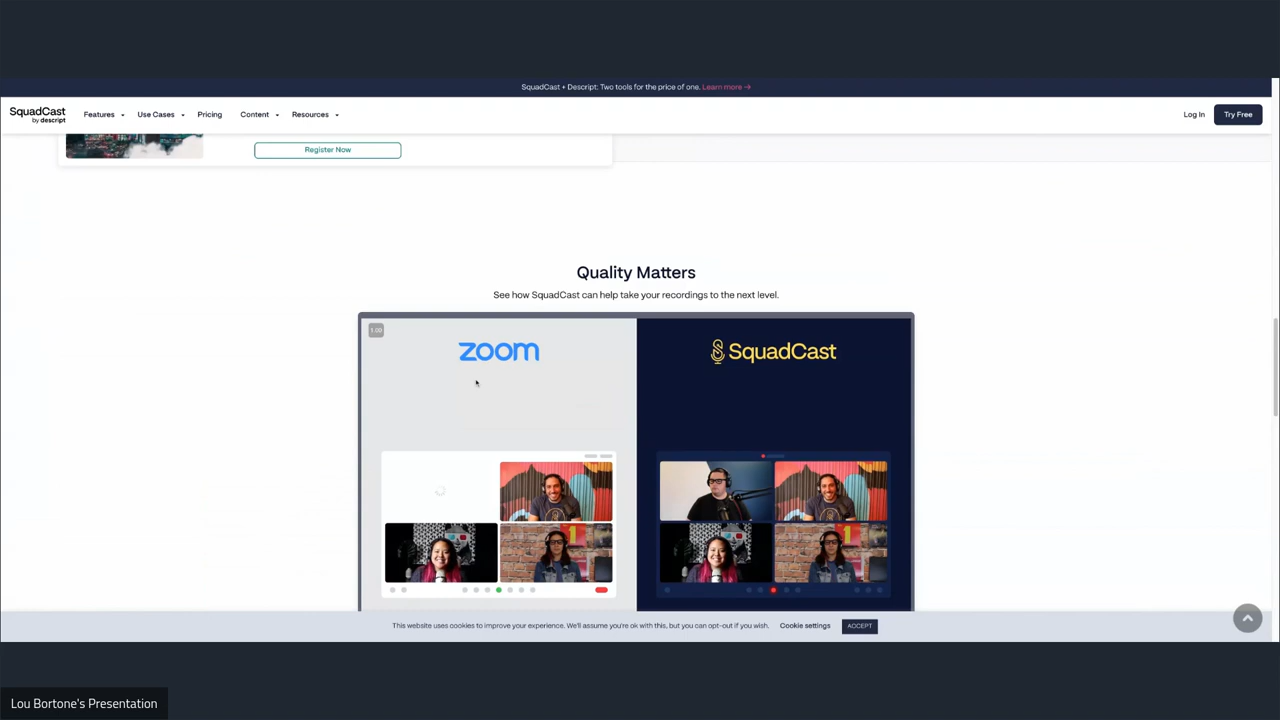 SquadCast + Descript: Two tools for the price of one. Learn more →
SquadCast
by descript
Features
Use Cases
Pricing
Content
Resources
Log In
Try Free
Register Now
Quality Matters
See how SquadCast can help take your recordings to the next level.
1:00
zoom
SquadCast
This website uses cookies to improve your experience. We'll assume you're ok with this, but you can opt-out if you wish.
Cookie settings
ACCEPT
Lou Bortone's Presentation